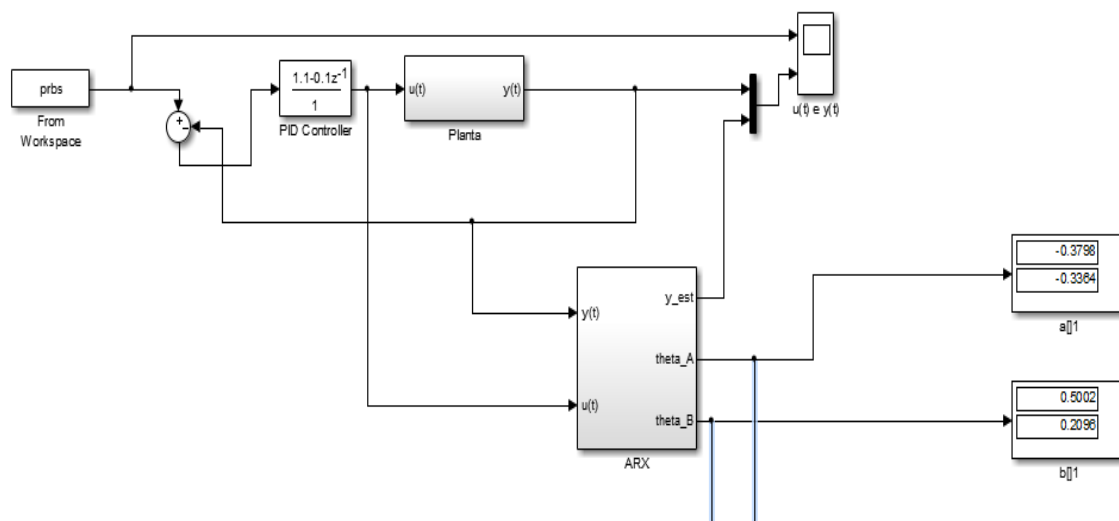 prbs
From
Workspace
+
−
1.1-0.1z⁻¹
1
PID Controller
u(t)
y(t)
Planta
u(t) e y(t)
y(t)
u(t)
y_est
theta_A
theta_B
ARX
-0.3798
-0.3364
a[]1
0.5002
0.2096
b[]1